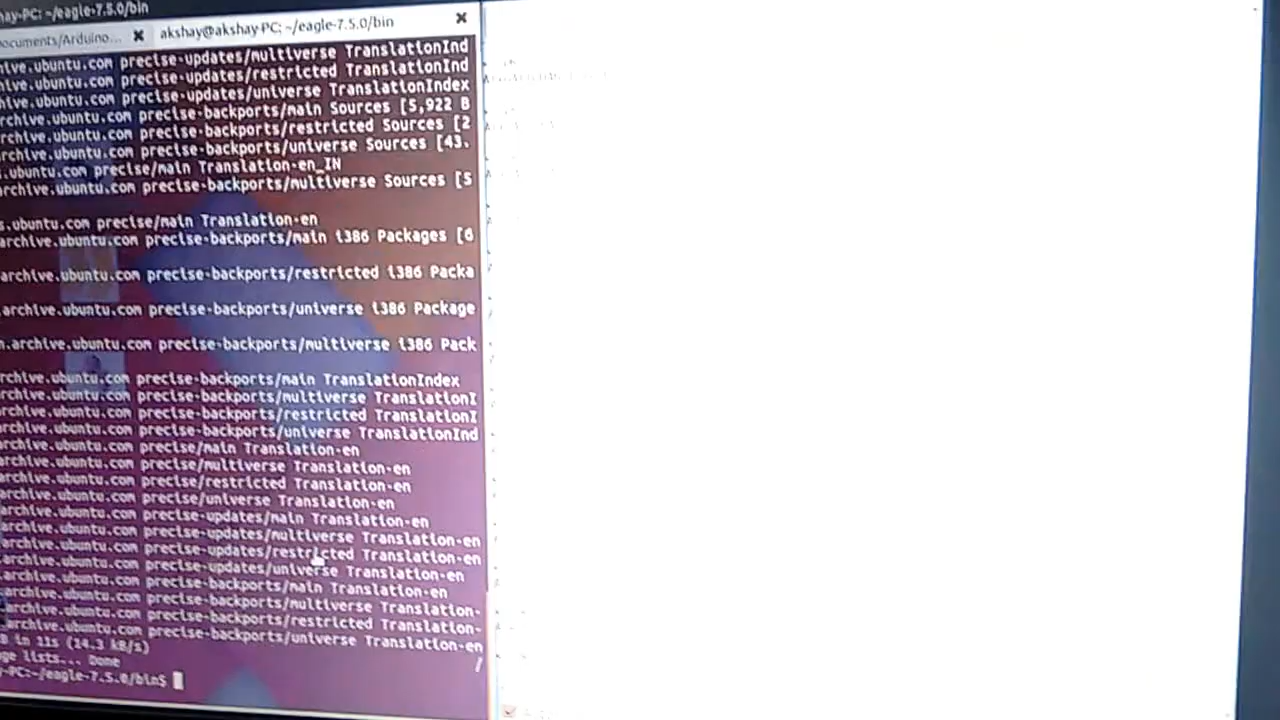 ay-PC: ~/eagle-7.5.0/bin
ocuments/Arduino... akshay@akshay-PC: ~/eagle-7.5.0/bin
hive.ubuntu.com precise-updates/multiverse TranslationInd
hive.ubuntu.com precise-updates/restricted TranslationInd
hive.ubuntu.com precise-updates/universe TranslationIndex
rchive.ubuntu.com precise-backports/main Sources [5,922 B
rchive.ubuntu.com precise-backports/restricted Sources [2
rchive.ubuntu.com precise-backports/universe Sources [43.
s.ubuntu.com precise/main Translation-en_IN
archive.ubuntu.com precise-backports/multiverse Sources [5
s.ubuntu.com precise/main Translation-en
archive.ubuntu.com precise-backports/main i386 Packages [6
archive.ubuntu.com precise-backports/restricted i386 Packa
.archive.ubuntu.com precise-backports/universe i386 Package
n.archive.ubuntu.com precise-backports/multiverse i386 Pack
rchive.ubuntu.com precise-backports/main TranslationIndex
rchive.ubuntu.com precise-backports/multiverse TranslationI
rchive.ubuntu.com precise-backports/restricted TranslationI
rchive.ubuntu.com precise-backports/universe TranslationInd
archive.ubuntu.com precise/main Translation-en
archive.ubuntu.com precise/multiverse Translation-en
archive.ubuntu.com precise/restricted Translation-en
archive.ubuntu.com precise/universe Translation-en
archive.ubuntu.com precise-updates/main Translation-en
archive.ubuntu.com precise-updates/multiverse Translation-en
archive.ubuntu.com precise-updates/restricted Translation-en
archive.ubuntu.com precise-updates/universe Translation-en
.archive.ubuntu.com precise-backports/main Translation-en
archive.ubuntu.com precise-backports/multiverse Translation-
archive.ubuntu.com precise-backports/restricted Translation-
archive.ubuntu.com precise-backports/universe Translation-en
B in 11s (14.3 kB/s)
ge lists... Done
y-PC:~/eagle-7.5.0/bin$